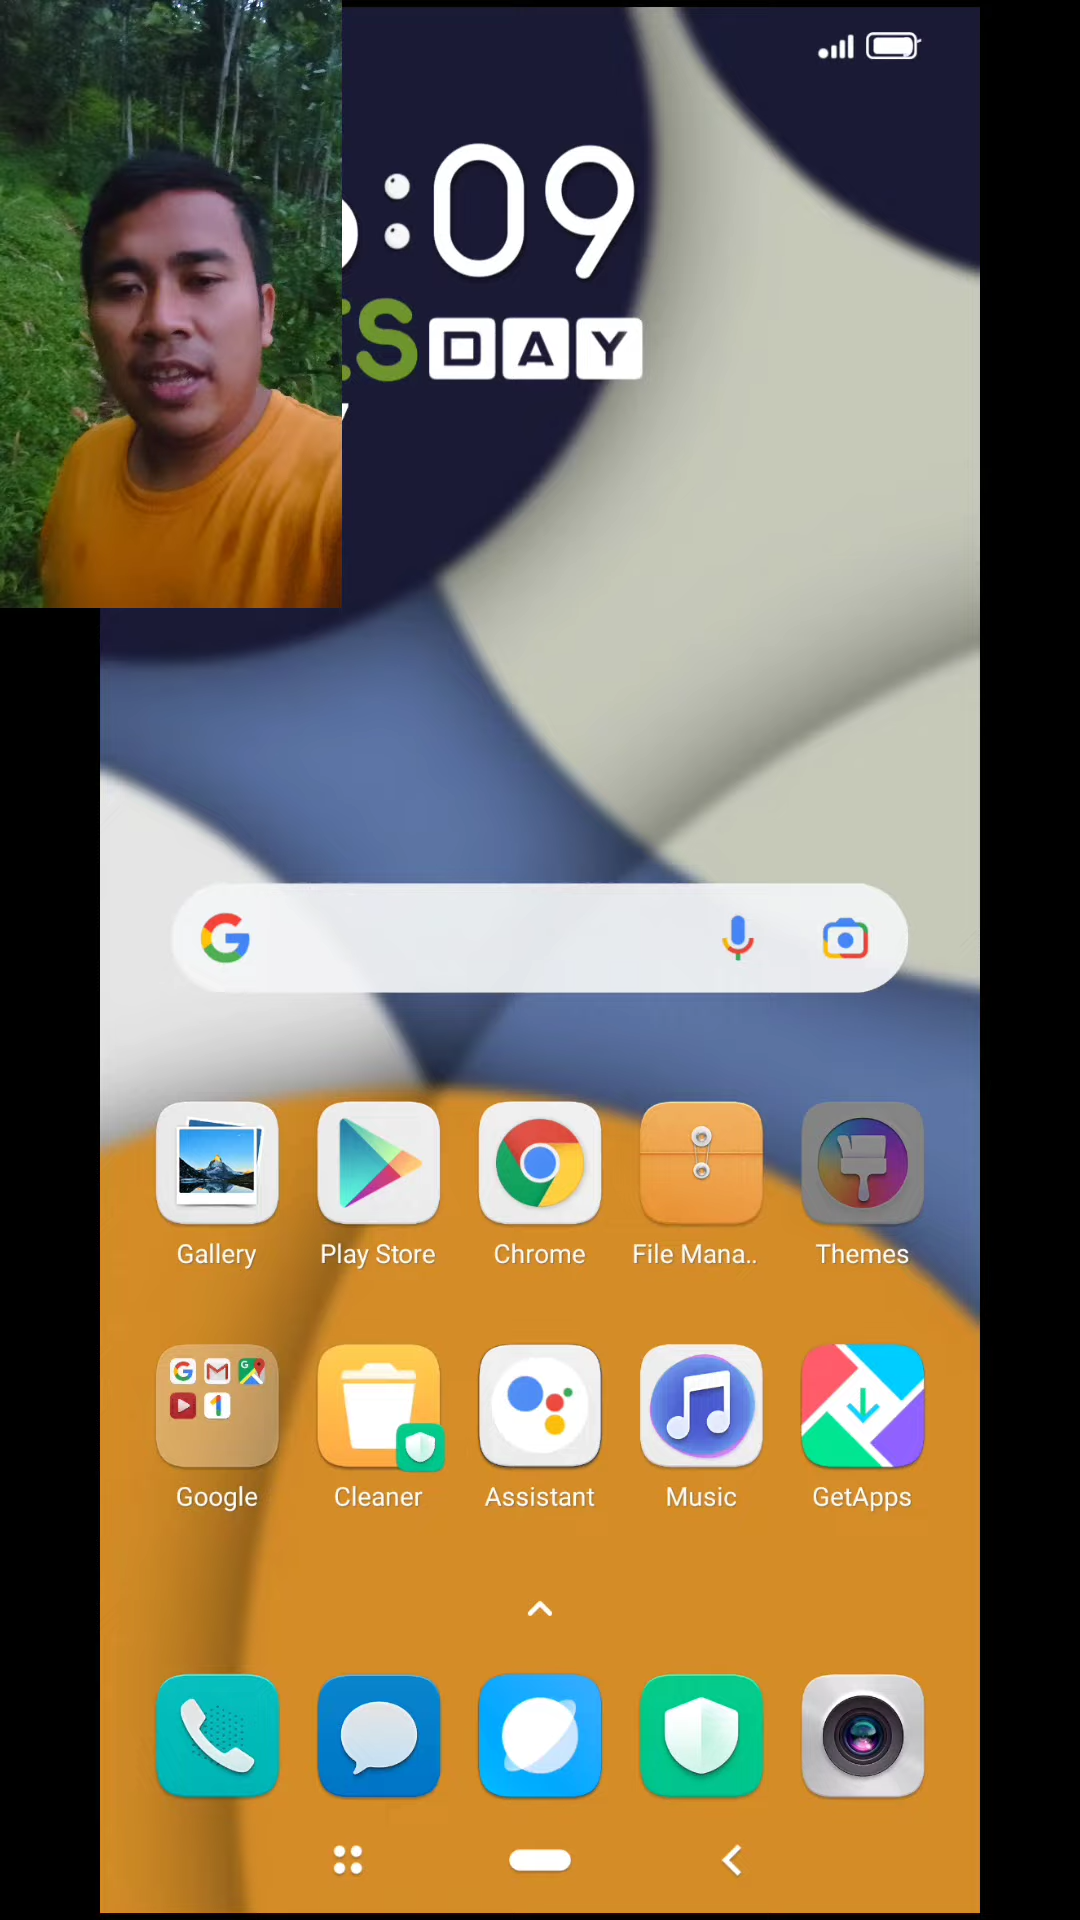 :09
S DAY
Gallery
Play Store
Chrome
File Mana..
Themes
Google
Cleaner
Assistant
Music
GetApps